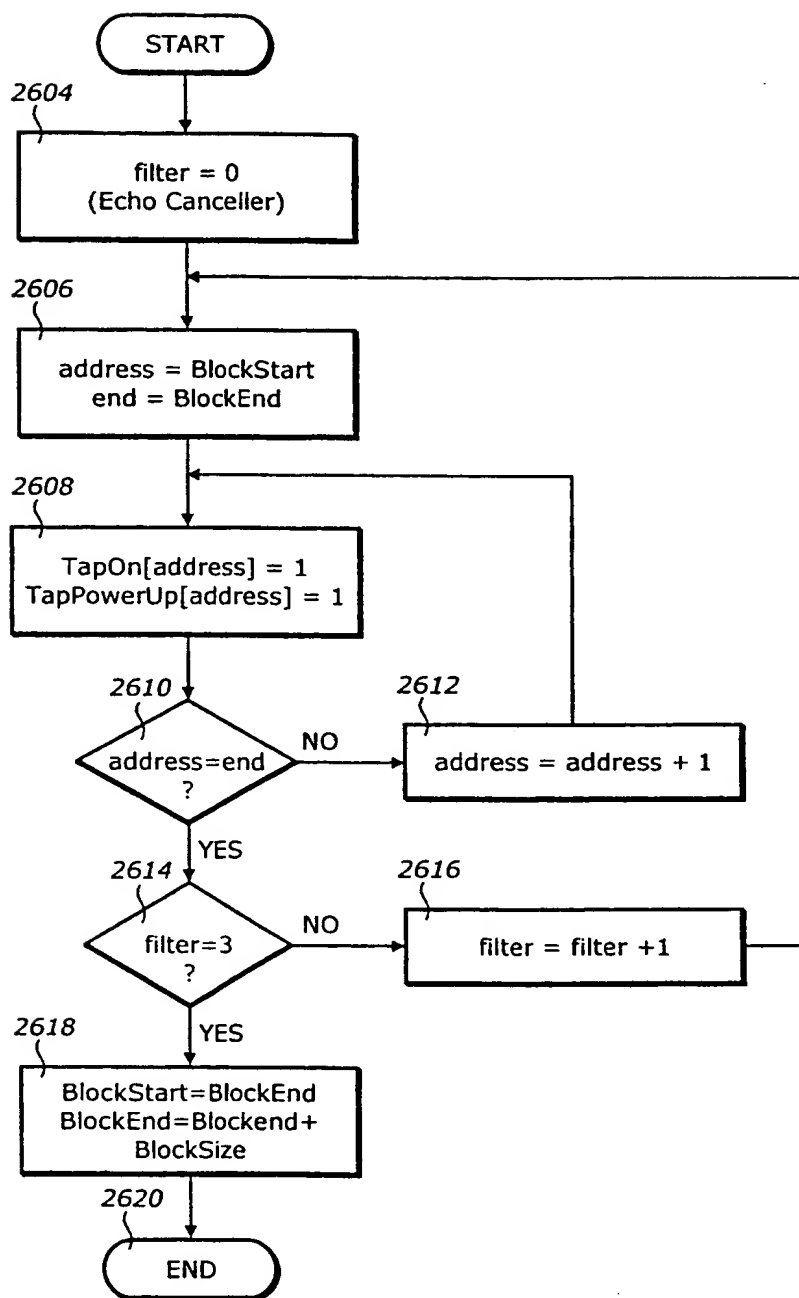 START
2604
filter = 0
(Echo Canceller)
2606
address = BlockStart
end = BlockEnd
2608
TapOn[address] = 1
TapPowerUp[address] = 1
2610
address=end
?
NO
2612
address = address + 1
YES
2614
filter=3
?
NO
2616
filter = filter +1
YES
2618
BlockStart=BlockEnd
BlockEnd=Blockend+
BlockSize
2620
END